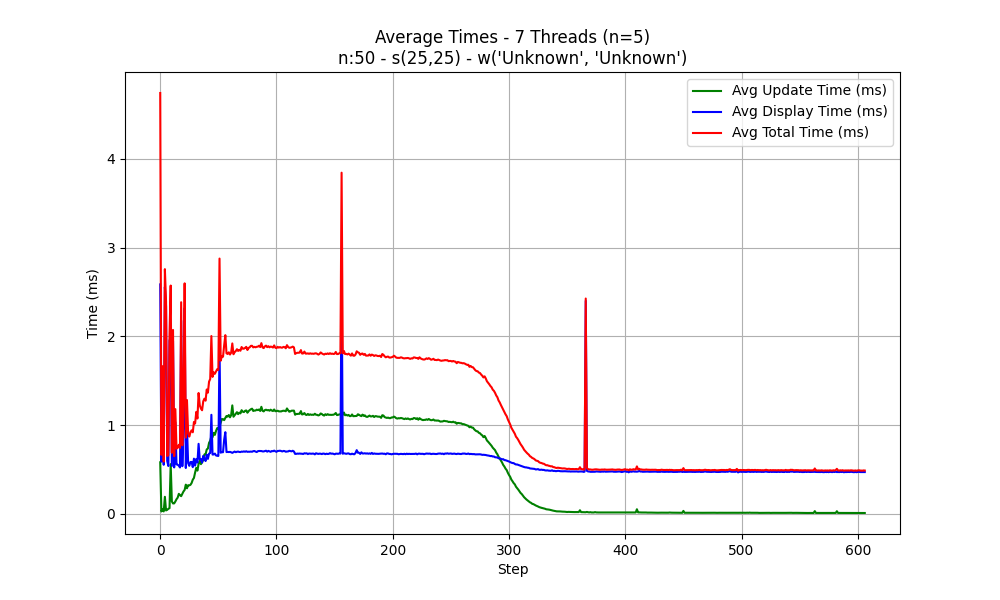 Average Times - 7 Threads (n=5)
n:50 - s(25,25) - w('Unknown', 'Unknown')
Avg Update Time (ms)
Avg Display Time (ms)
Avg Total Time (ms)
Time (ms)
4
3
2
1
0
0 100 200 300 400 500 600
Step